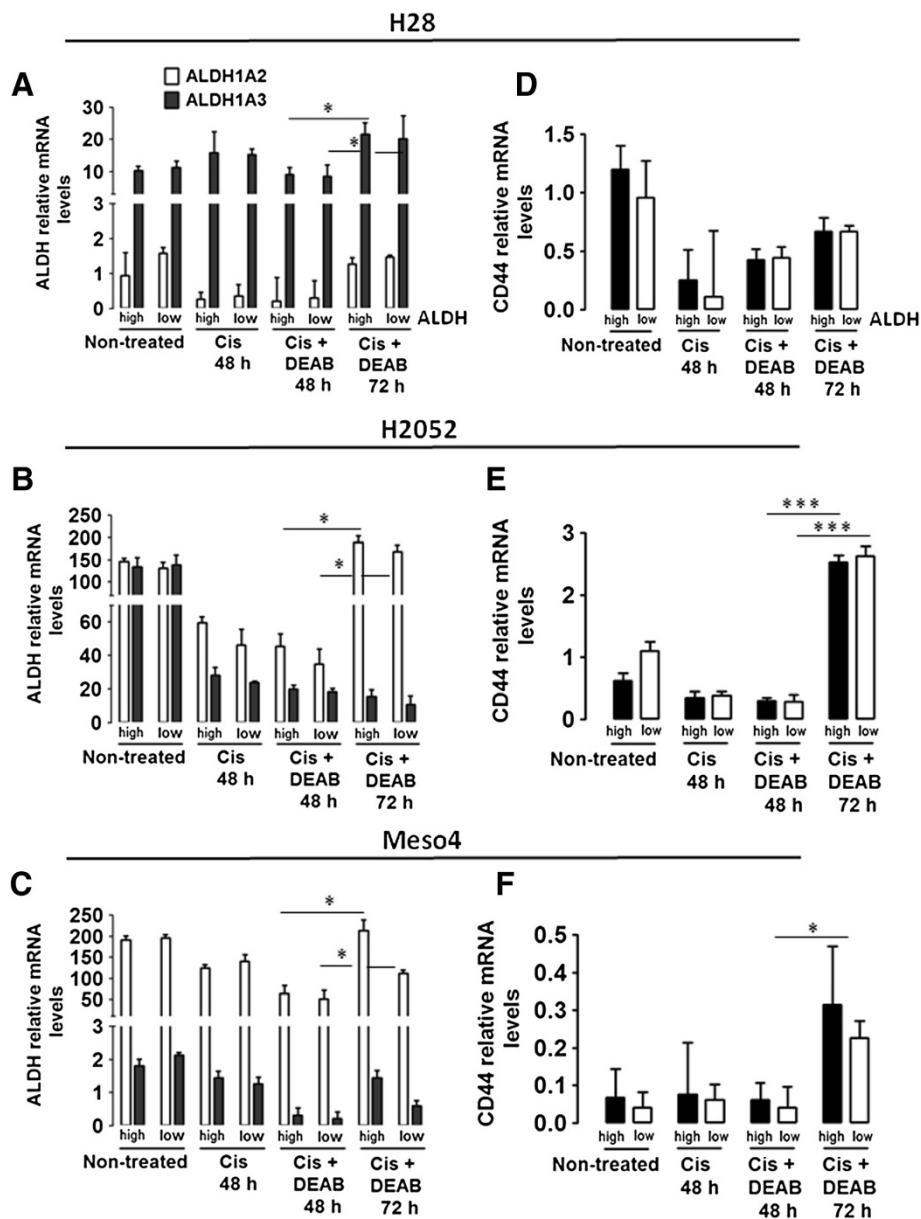 H28
A
ALDH1A2
ALDH1A3
ALDH relative mRNA
levels
30
20
10
3
2
1
0
*
*
high low high low high low high low ALDH
Non-treated
Cis
48 h
Cis +
DEAB
48 h
Cis +
DEAB
72 h
D
CD44 relative mRNA
levels
1.5
1.0
0.5
0.0
high low high low high low high low ALDH
Non-treated
Cis
48 h
Cis +
DEAB
48 h
Cis +
DEAB
72 h
H2052
B
ALDH relative mRNA
levels
250
200
150
100
60
40
20
0
*
*
high low high low high low high low
Non-treated
Cis
48 h
Cis +
DEAB
48 h
Cis +
DEAB
72 h
E
CD44 relative mRNA
levels
3
2
1
0
***
***
high low high low high low high low
Non-treated
Cis
48 h
Cis +
DEAB
48 h
Cis +
DEAB
72 h
Meso4
C
ALDH relative mRNA
levels
250
200
150
100
50
3
2
1
0
*
*
high low high low high low high low
Non-treated
Cis
48 h
Cis +
DEAB
48 h
Cis +
DEAB
72 h
F
CD44 relative mRNA
levels
0.5
0.4
0.3
0.2
0.1
0.0
*
high low high low high low high low
Non-treated
Cis
48 h
Cis +
DEAB
48 h
Cis +
DEAB
72 h